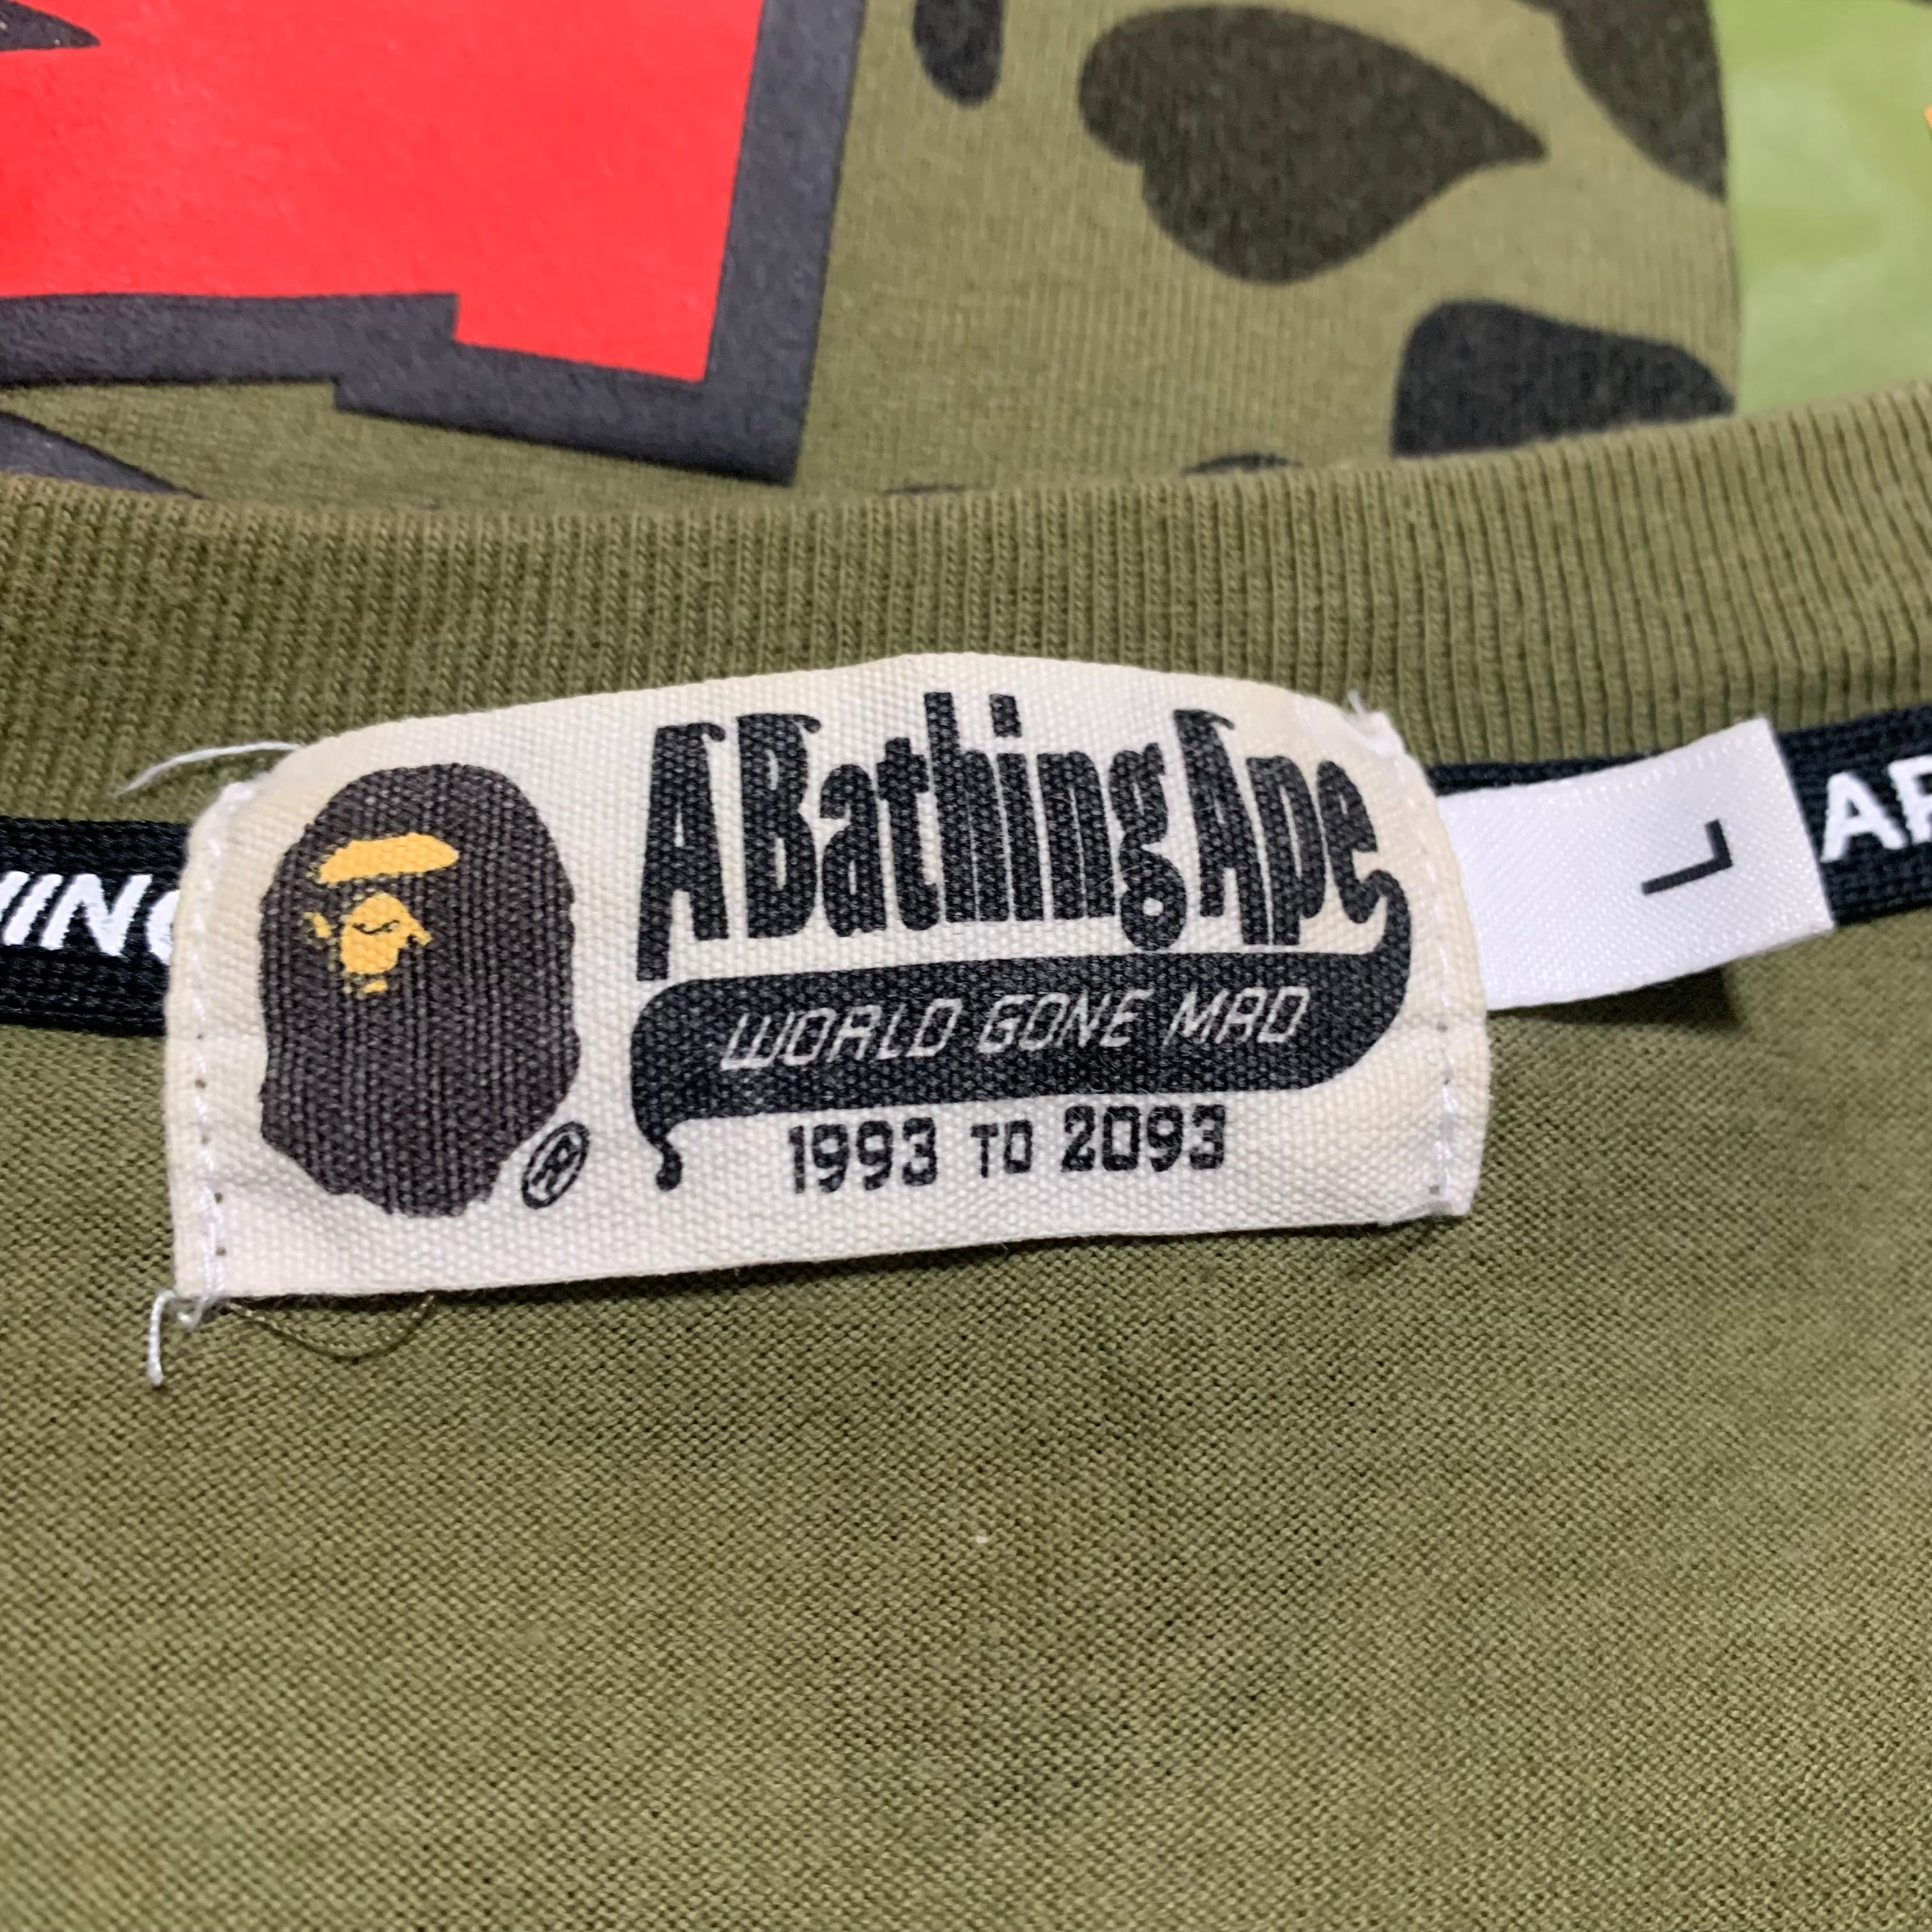 A Bathing Ape
WORLD GONE MAD
1993 TO 2093
®
L